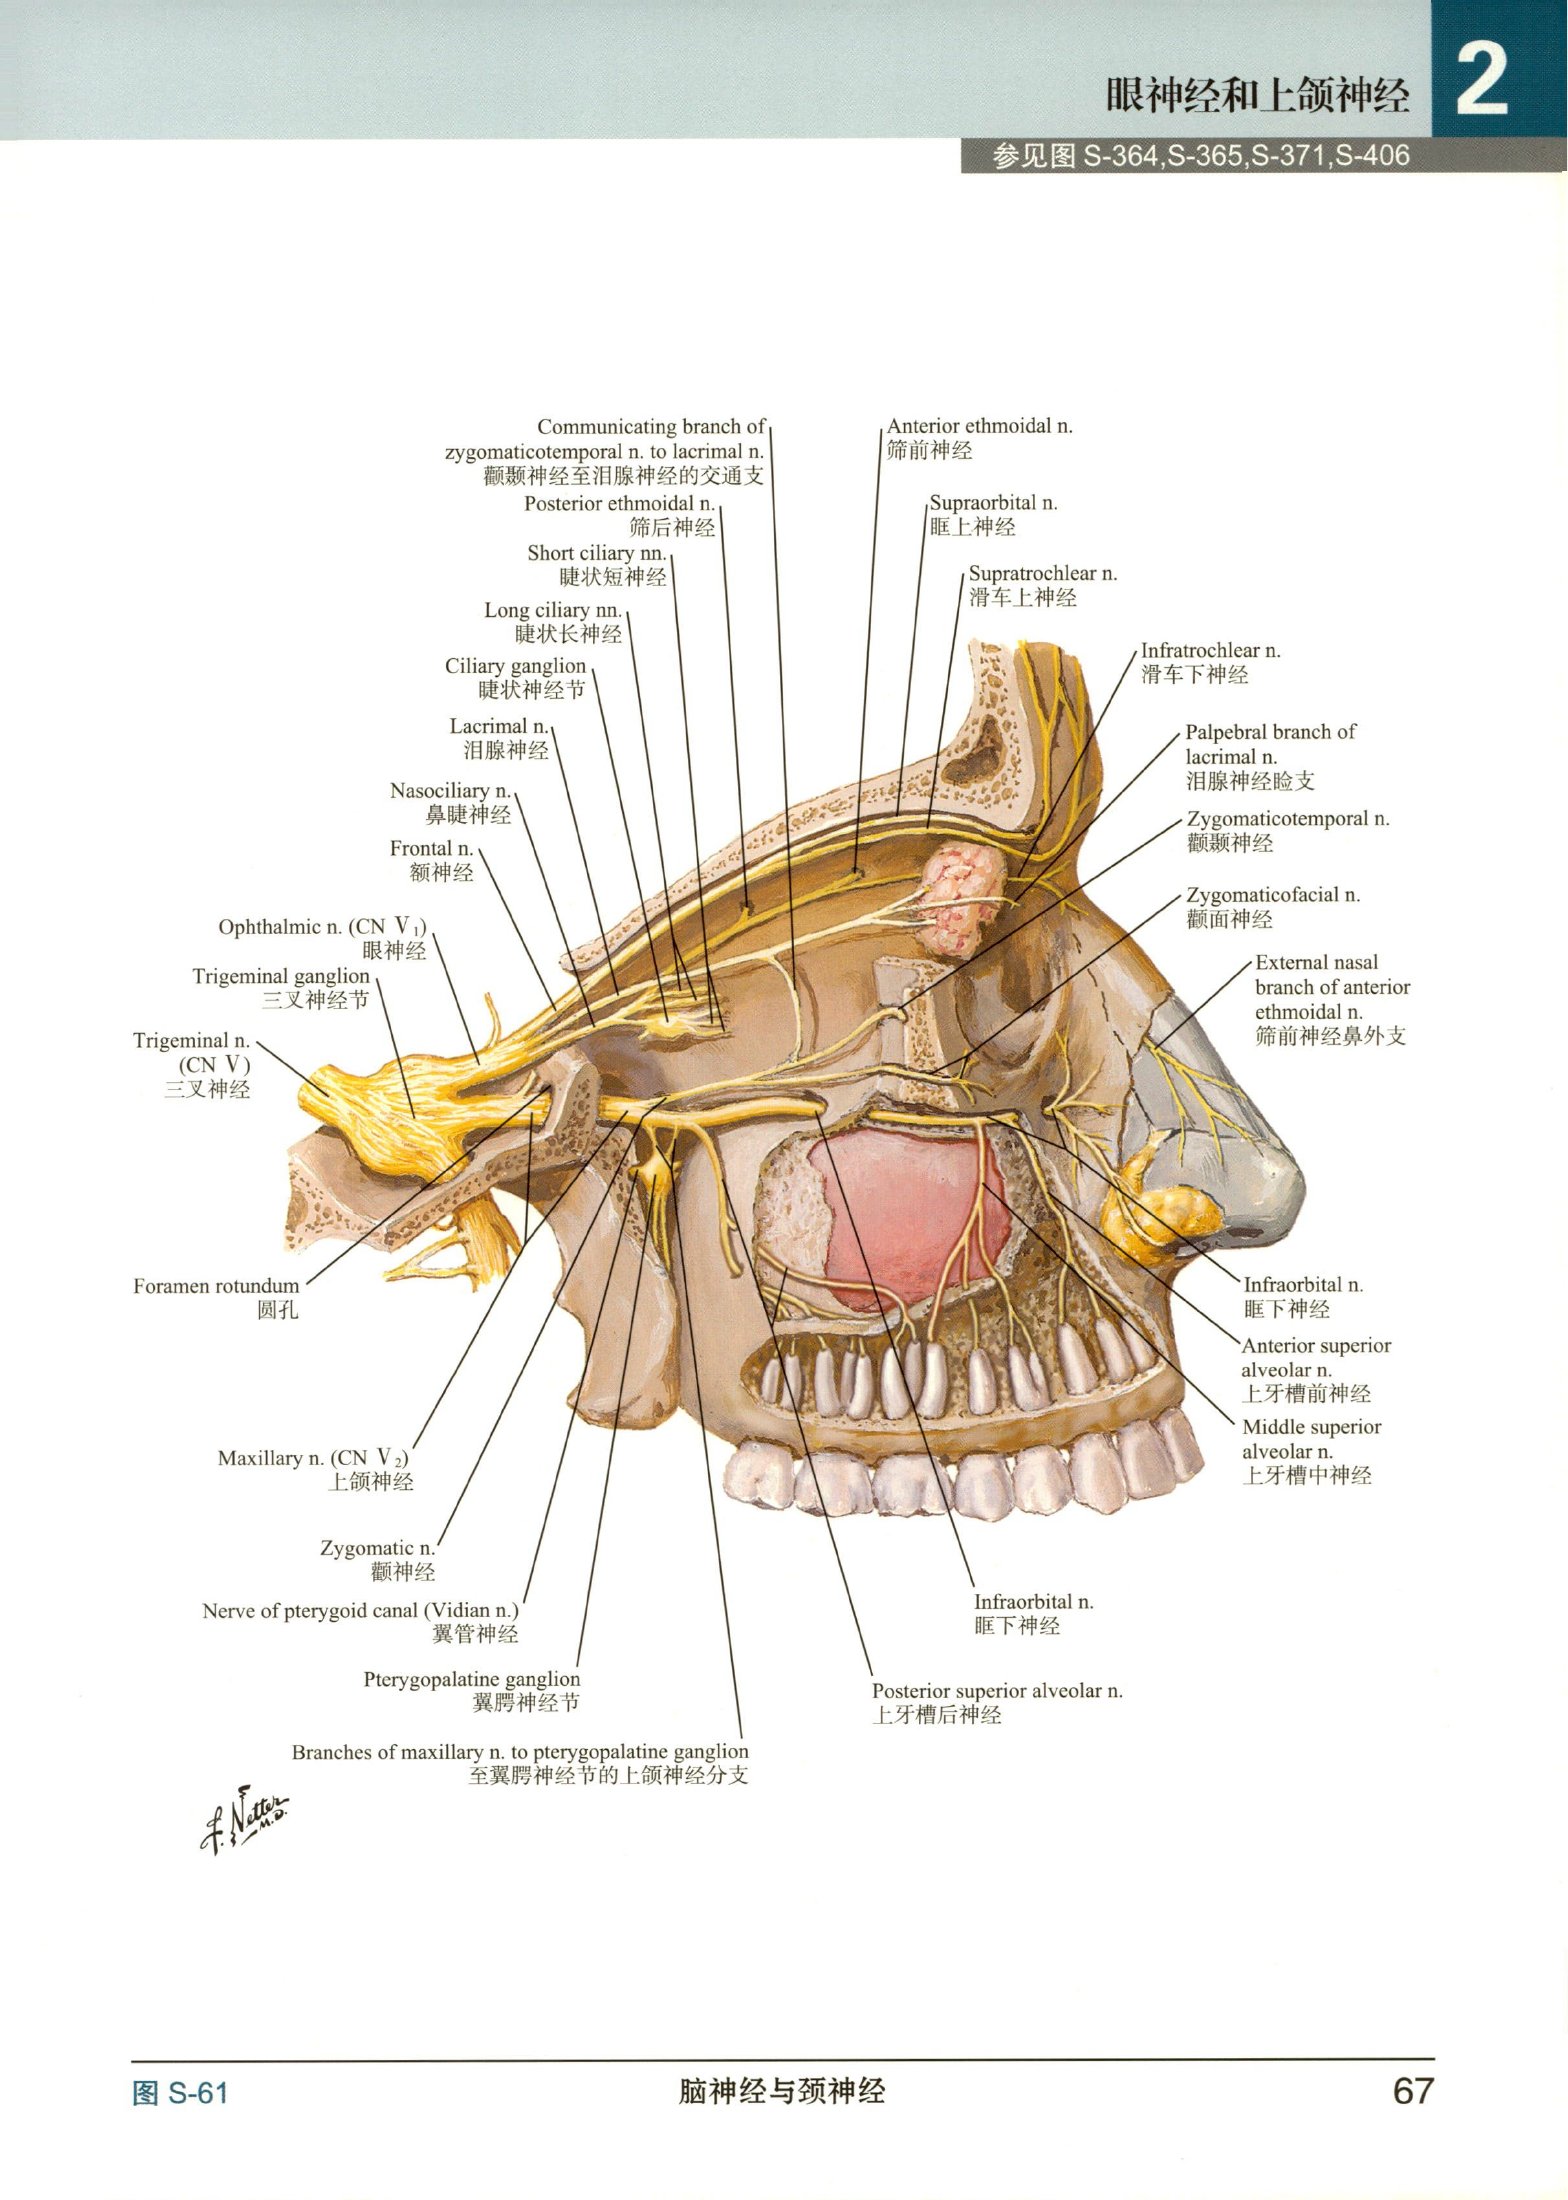 眼神经和上颌神经
2
参见图 S-364,S-365,S-371,S-406
Communicating branch of
zygomaticotemporal n. to lacrimal n.
颧颞神经至泪腺神经的交通支
Posterior ethmoidal n.
筛后神经
Short ciliary nn.
睫状短神经
Long ciliary nn.
睫状长神经
Ciliary ganglion
睫状神经节
Lacrimal n.
泪腺神经
Nasociliary n.
鼻睫神经
Frontal n.
额神经
Ophthalmic n. (CN Ⅴ₁)
眼神经
Trigeminal ganglion
三叉神经节
Trigeminal n.
(CN Ⅴ)
三叉神经
Anterior ethmoidal n.
筛前神经
Supraorbital n.
眶上神经
Supratrochlear n.
滑车上神经
Infratrochlear n.
滑车下神经
Palpebral branch of
lacrimal n.
泪腺神经睑支
Zygomaticotemporal n.
颧颞神经
Zygomaticofacial n.
颧面神经
External nasal
branch of anterior
ethmoidal n.
筛前神经鼻外支
Foramen rotundum
圆孔
Maxillary n. (CN Ⅴ₂)
上颌神经
Zygomatic n.
颧神经
Nerve of pterygoid canal (Vidian n.)
翼管神经
Pterygopalatine ganglion
翼腭神经节
Branches of maxillary n. to pterygopalatine ganglion
至翼腭神经节的上颌神经分支
Infraorbital n.
眶下神经
Anterior superior
alveolar n.
上牙槽前神经
Middle superior
alveolar n.
上牙槽中神经
Infraorbital n.
眶下神经
Posterior superior alveolar n.
上牙槽后神经
F. Netter
M.D.
图 S-61
脑神经与颈神经
67